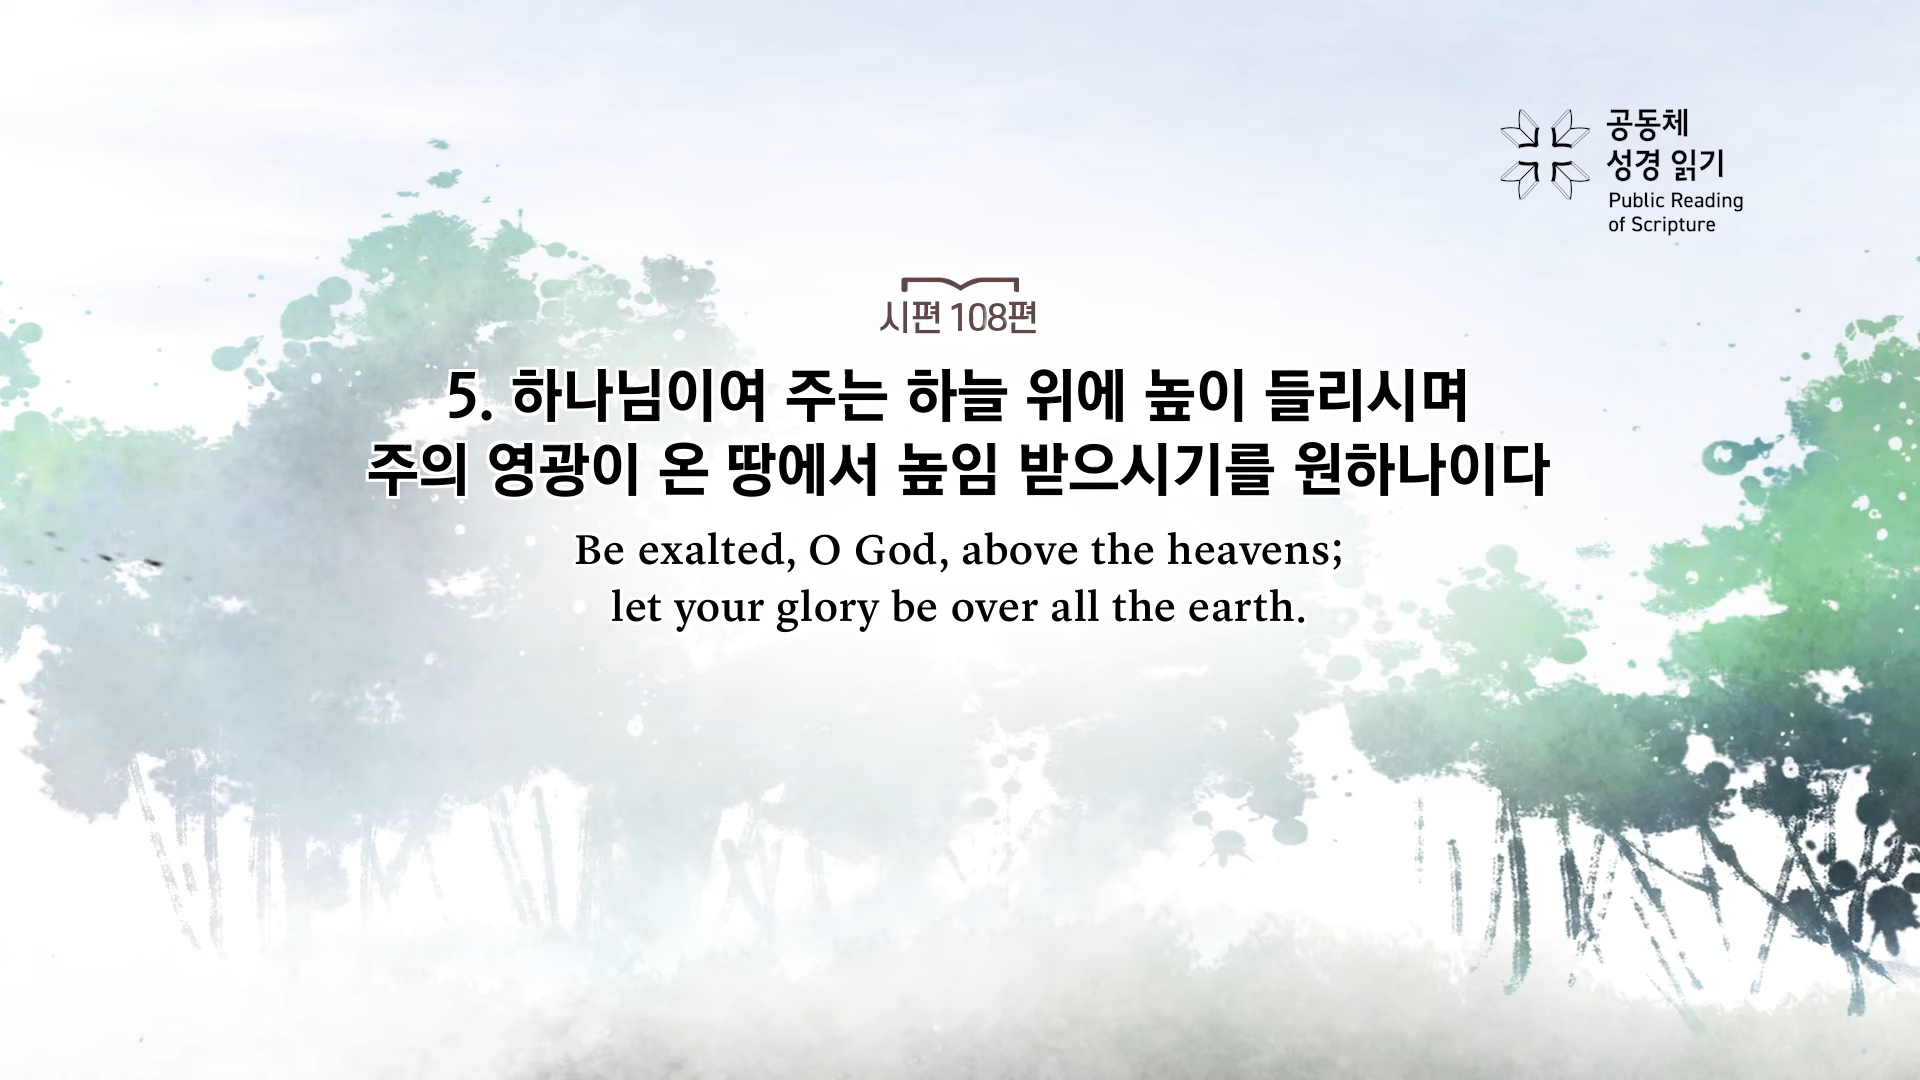 공동체
성경 읽기
Public Reading
of Scripture
시편 108편
5. 하나님이여 주는 하늘 위에 높이 들리시며
주의 영광이 온 땅에서 높임 받으시기를 원하나이다
Be exalted, O God, above the heavens;
let your glory be over all the earth.